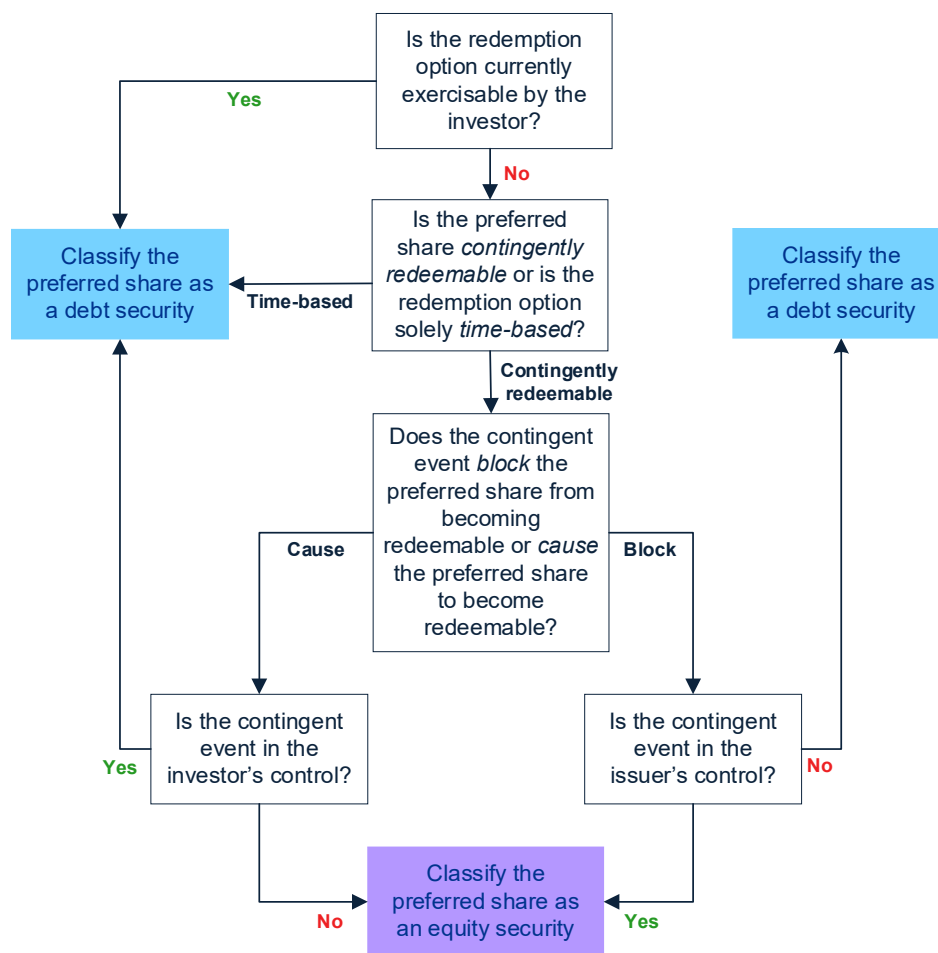 Is the redemption
option currently
exercisable by the
investor?
Yes
No
Is the preferred
share contingently
redeemable or is the
redemption option
solely time-based?
Classify the
preferred share as
a debt security
Classify the
preferred share as
a debt security
Time-based
Contingently
redeemable
Does the contingent
event block the
preferred share from
becoming
redeemable or cause
the preferred share
to become
redeemable?
Cause
Block
Is the contingent
event in the
investor’s control?
Is the contingent
event in the
issuer’s control?
Yes
No
Classify the
preferred share as
an equity security
No
Yes